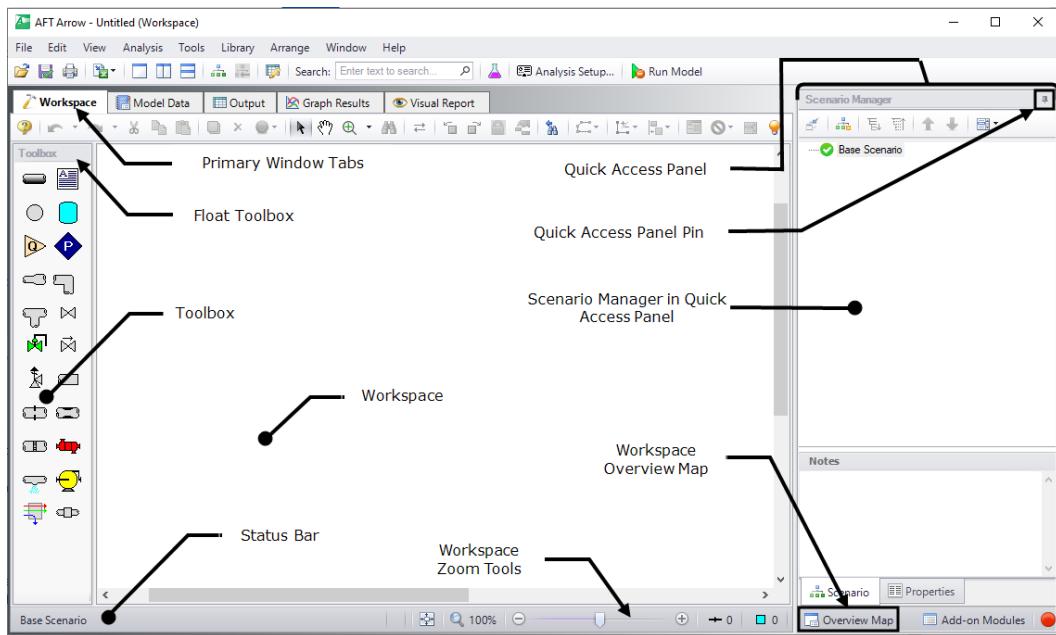 AFT Arrow - Untitled (Workspace)
File Edit View Analysis Tools Library Arrange Window Help
Search: Enter text to search... Analysis Setup... Run Model
Workspace Model Data Output Graph Results Visual Report
Scenario Manager
Toolbox
Base Scenario
Primary Window Tabs
Quick Access Panel
Float Toolbox
Quick Access Panel Pin
Scenario Manager in Quick
Access Panel
Toolbox
Workspace
Workspace
Overview Map
Notes
Status Bar
Workspace
Zoom Tools
Scenario Properties
Base Scenario 100% 0 0 Overview Map Add-on Modules
A
Q P